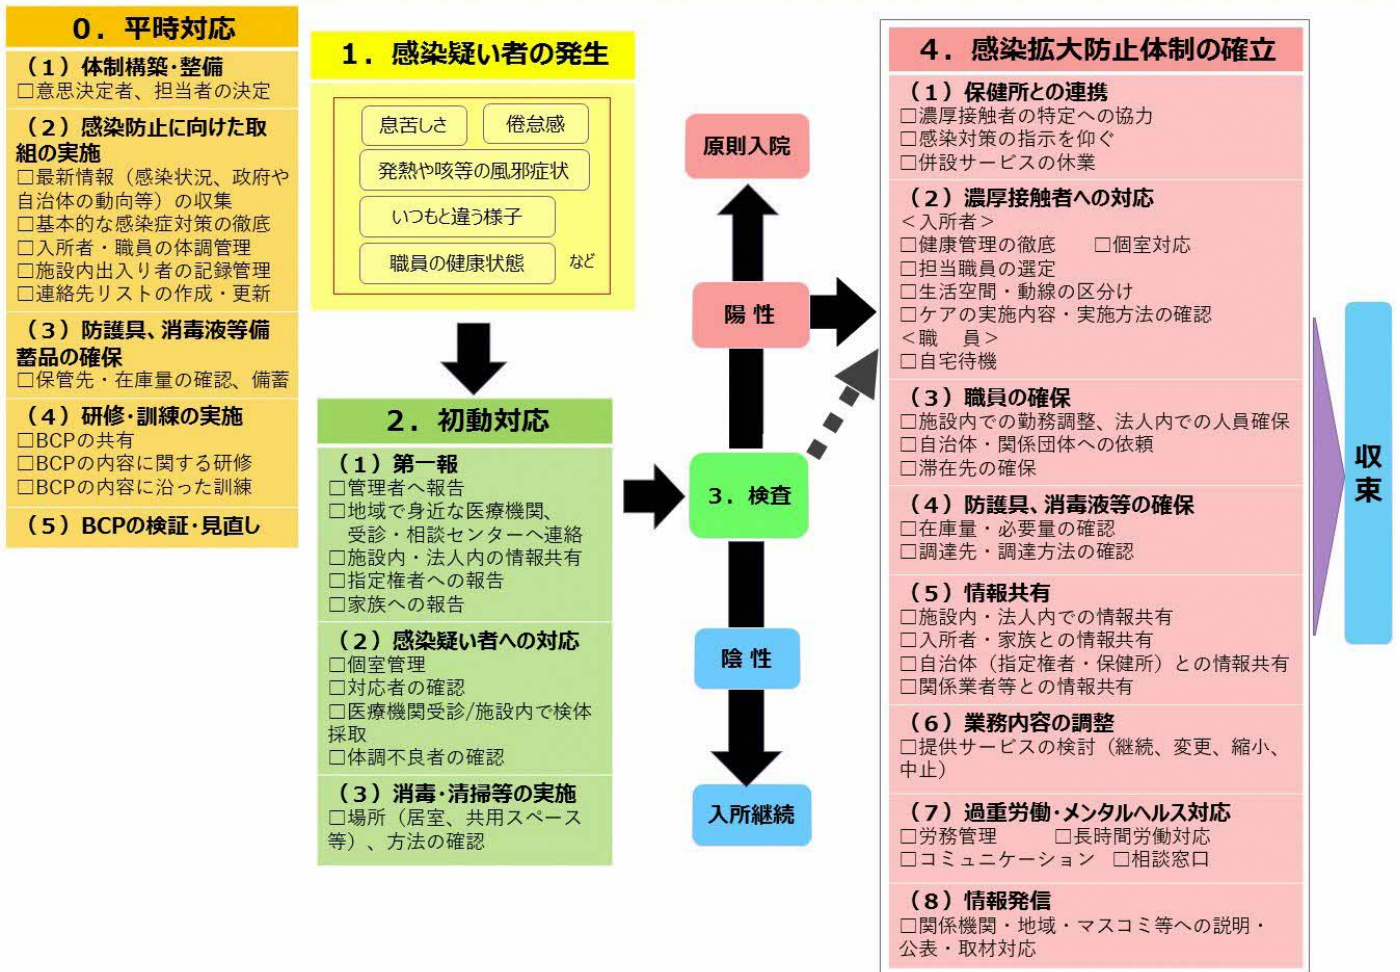 ０．平時対応
（１）体制構築・整備
□意思決定者、担当者の決定
（２）感染防止に向けた取
組の実施
□最新情報（感染状況、政府や
自治体の動向等）の収集
□基本的な感染症対策の徹底
□入所者・職員の体調管理
□施設内出入り者の記録管理
□連絡先リストの作成・更新
（３）防護具、消毒液等備
蓄品の確保
□保管先・在庫量の確認、備蓄
（４）研修・訓練の実施
□BCPの共有
□BCPの内容に関する研修
□BCPの内容に沿った訓練
（５）BCPの検証・見直し
１．感染疑い者の発生
息苦しさ
倦怠感
発熱や咳等の風邪症状
いつもと違う様子
職員の健康状態
など
２．初動対応
（１）第一報
□管理者へ報告
□地域で身近な医療機関、
受診・相談センターへ連絡
□施設内・法人内の情報共有
□指定権者への報告
□家族への報告
（２）感染疑い者への対応
□個室管理
□対応者の確認
□医療機関受診/施設内で検体
採取
□体調不良者の確認
（３）消毒・清掃等の実施
□場所（居室、共用スペース
等）、方法の確認
原則入院
陽 性
３．検査
陰 性
入所継続
４．感染拡大防止体制の確立
（１）保健所との連携
□濃厚接触者の特定への協力
□感染対策の指示を仰ぐ
□併設サービスの休業
（２）濃厚接触者への対応
＜入所者＞
□健康管理の徹底　□個室対応
□担当職員の選定
□生活空間・動線の区分け
□ケアの実施内容・実施方法の確認
＜職　員＞
□自宅待機
（３）職員の確保
□施設内での勤務調整、法人内での人員確保
□自治体・関係団体への依頼
□滞在先の確保
（４）防護具、消毒液等の確保
□在庫量・必要量の確認
□調達先・調達方法の確認
（５）情報共有
□施設内・法人内での情報共有
□入所者・家族との情報共有
□自治体（指定権者・保健所）との情報共有
□関係業者等との情報共有
（６）業務内容の調整
□提供サービスの検討（継続、変更、縮小、
中止）
（７）過重労働・メンタルヘルス対応
□労務管理　□長時間労働対応
□コミュニケーション　□相談窓口
（８）情報発信
□関係機関・地域・マスコミ等への説明・
公表・取材対応
収束